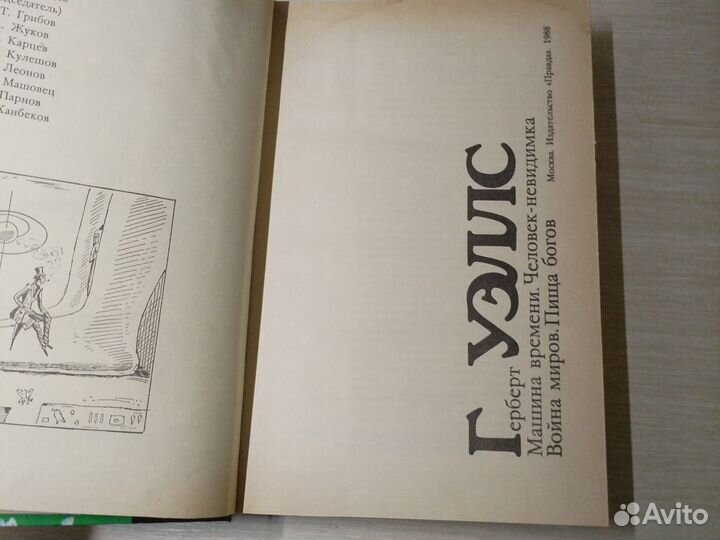 едседатель)
Т. Грибов
Жуков
Карцев
Кулешов
Леонов
Машовец
Парнов
Ханбеков
Герберт УЭЛЛС
Машина времени. Человек-невидимка
Война миров. Пища богов
Москва. Издательство «Правда». 1988
Avito